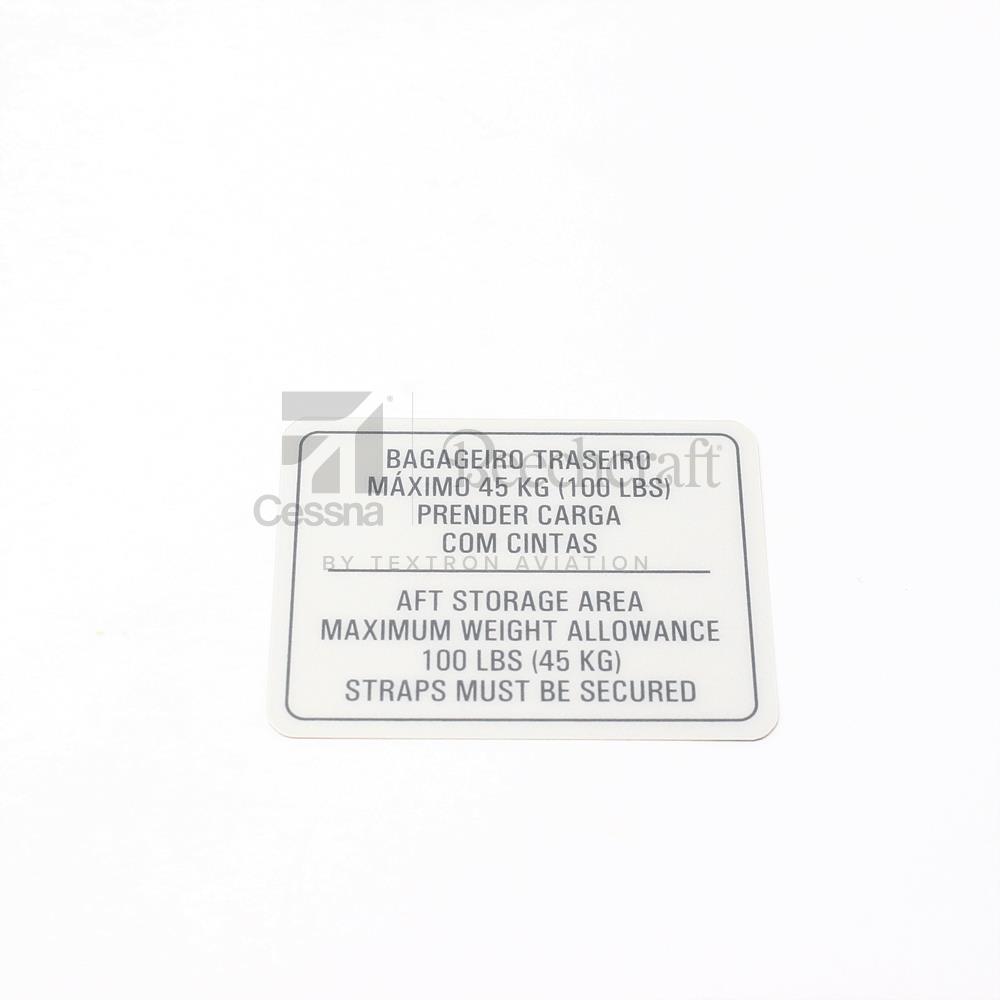 BAGAGEIRO TRASEIRO
MÁXIMO 45 KG (100 LBS)
PRENDER CARGA
COM CINTAS
AFT STORAGE AREA
MAXIMUM WEIGHT ALLOWANCE
100 LBS (45 KG)
STRAPS MUST BE SECURED
Cessna
Beechcraft
BY TEXTRON AVIATION